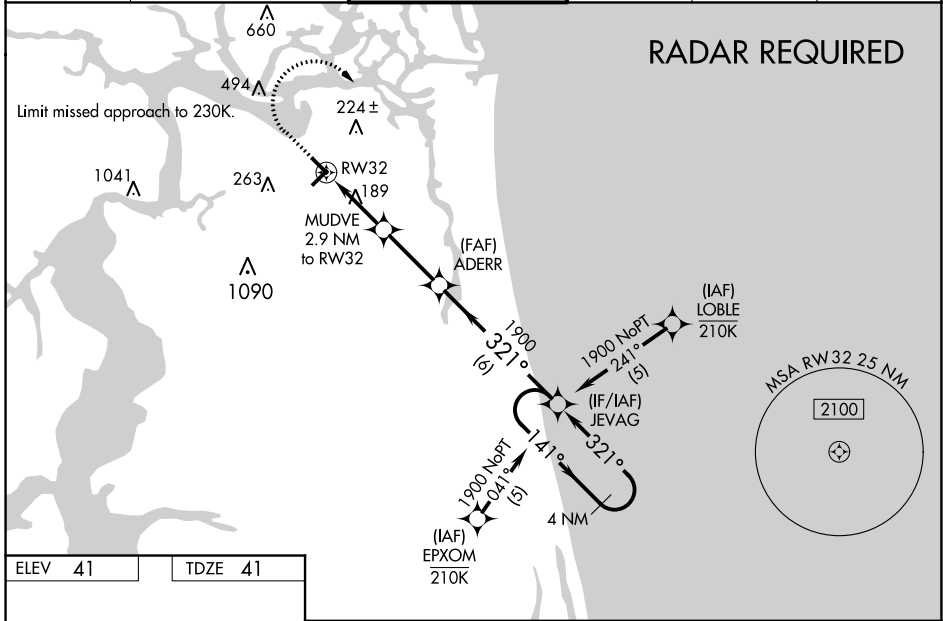 660
RADAR REQUIRED
494
Limit missed approach to 230K.
224 ±
RW32
1041
263
189
MUDVE
2.9 NM
to RW32
(FAF)
ADERR
1090
(IAF)
LOBLE
210K
1900
321°
(6)
1900 NoPT
241°
(5)
MSA RW32 25 NM
2100
(IF/IAF)
JEVAG
141°
321°
1900 NoPT
041°
(5)
4 NM
(IAF)
EPXOM
210K
ELEV 41
TDZE 41